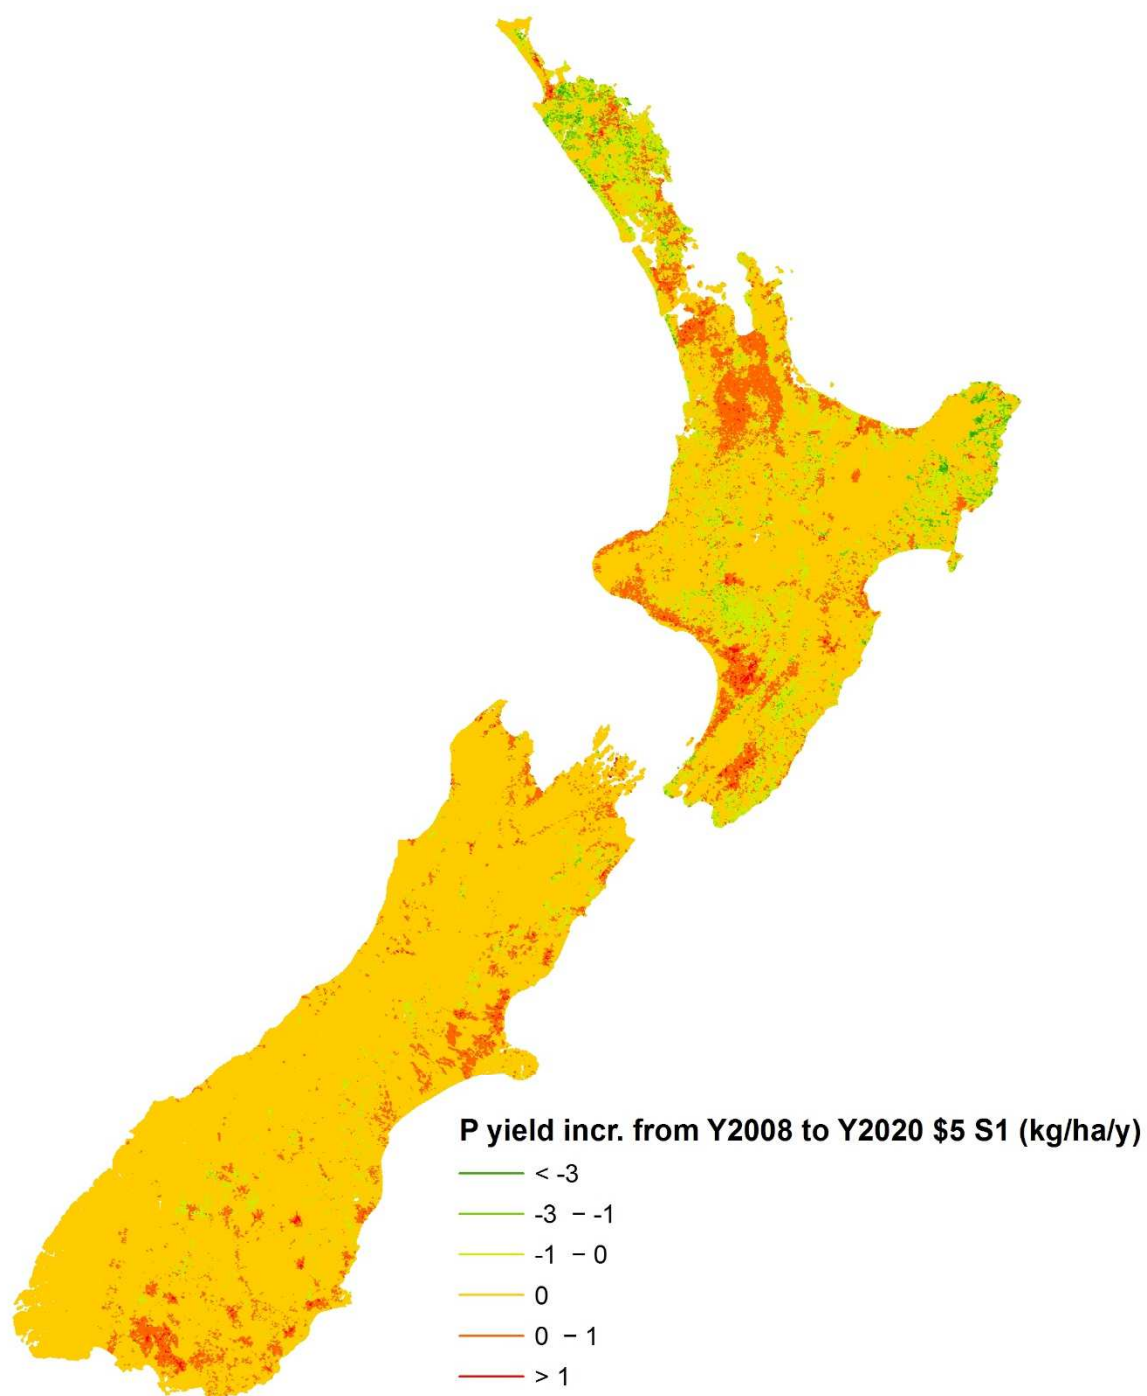 P yield incr. from Y2008 to Y2020 $5 S1 (kg/ha/y)
< -3
-3 – -1
-1 – 0
0
0 – 1
> 1